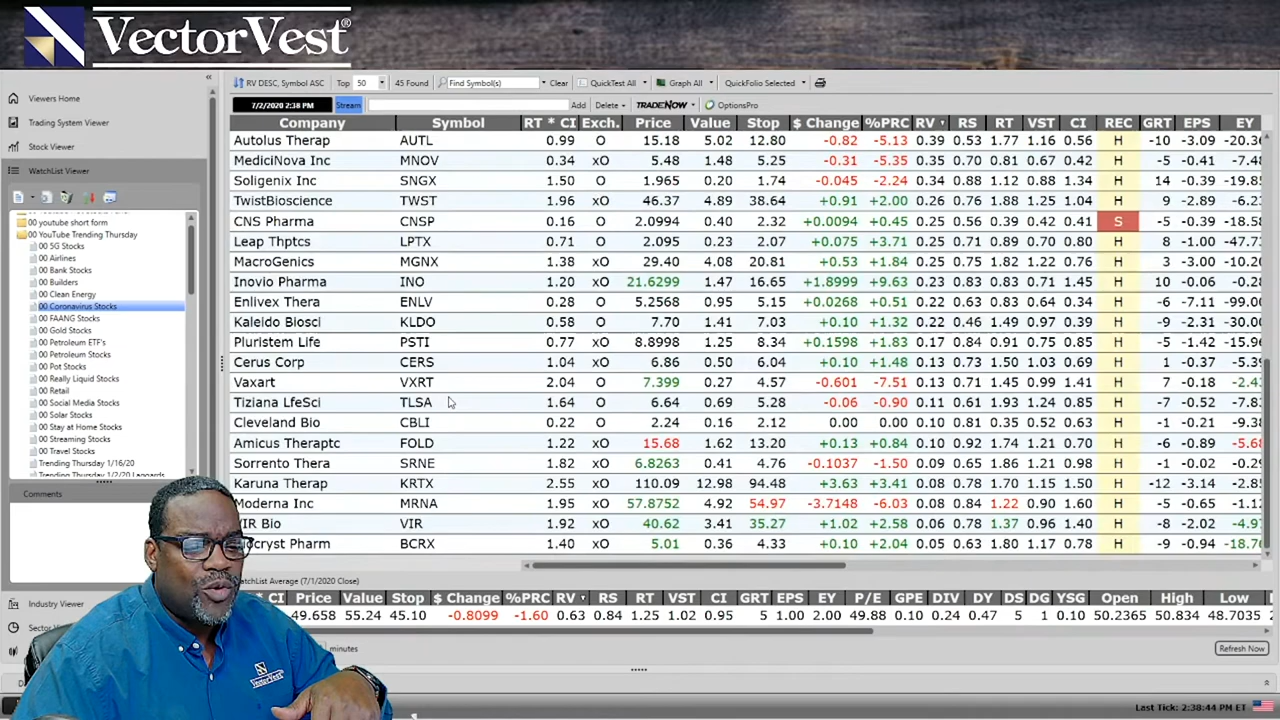 VectorVest®
RV DESC, Symbol ASC Top 50 45 Found Find Symbol(s) Clear QuickTest All Graph All QuickFolio Selected
Viewers Home
7/2/2020 2:38 PM Stream Add Delete TRADENOW OptionsPro
Trading System Viewer
Stock Viewer
WatchList Viewer
00 youtube short form
00 YouTube Trending Thursday
00 5G Stocks
00 Airlines
00 Bank Stocks
00 Builders
00 Clean Energy
00 Coronavirus Stocks
00 FAANG Stocks
00 Gold Stocks
00 Petroleum ETF's
00 Petroleum Stocks
00 Pot Stocks
00 Really Liquid Stocks
00 Retail
00 Social Media Stocks
00 Solar Stocks
00 Stay at Home Stocks
00 Streaming Stocks
00 Travel Stocks
Trending Thursday 1/16/20
Trending Thursday 1/2/20 Laggards
Comments
Industry Viewer
Company Symbol RT * CI Exch. Price Value Stop $ Change %PRC RV RS RT VST CI REC GRT EPS EY
Autolus Therap AUTL 0.99 O 15.18 5.02 12.80 -0.82 -5.13 0.39 0.53 1.77 1.16 0.56 H -10 -3.09 -20.3
MediciNova Inc MNOV 0.34 xO 5.48 1.48 5.25 -0.31 -5.35 0.35 0.70 0.81 0.67 0.42 H -5 -0.41 -7.4
Soligenix Inc SNGX 1.50 O 1.965 0.20 1.74 -0.045 -2.24 0.34 0.88 1.12 0.88 1.34 H 14 -0.39 -19.8
TwistBioscience TWST 1.96 xO 46.37 4.89 38.64 +0.91 +2.00 0.26 0.76 1.88 1.25 1.04 H 9 -2.89 -6.2
CNS Pharma CNSP 0.16 O 2.0994 0.40 2.32 +0.0094 +0.45 0.25 0.56 0.39 0.42 0.41 S -5 -0.39 -18.5
Leap Thptcs LPTX 0.71 O 2.095 0.23 2.07 +0.075 +3.71 0.25 0.71 0.89 0.70 0.80 H 8 -1.00 -47.7
MacroGenics MGNX 1.38 xO 29.40 4.08 20.81 +0.53 +1.84 0.25 0.75 1.82 1.22 0.76 H 3 -3.00 -10.2
Inovio Pharma INO 1.20 xO 21.6299 1.47 16.65 +1.8999 +9.63 0.23 0.83 0.83 0.71 1.45 H 10 -0.06 -0.2
Enlivex Thera ENLV 0.28 O 5.2568 0.95 5.15 +0.0268 +0.51 0.22 0.63 0.83 0.64 0.34 H -6 -7.11 -99.0
Kaleido Biosci KLDO 0.58 xO 7.70 1.41 7.03 +0.10 +1.32 0.22 0.46 1.49 0.97 0.39 H -9 -2.31 -30.0
Pluristem Life PSTI 0.77 xO 8.8998 1.25 8.34 +0.1598 +1.83 0.17 0.84 0.91 0.75 0.85 H -5 -1.42 -15.9
Cerus Corp CERS 1.04 xO 6.86 0.50 6.04 +0.10 +1.48 0.13 0.73 1.50 1.03 0.69 H 1 -0.37 -5.3
Vaxart VXRT 2.04 O 7.399 0.27 4.57 -0.601 -7.51 0.13 0.71 1.45 0.99 1.41 H 7 -0.18 -2.4
Tiziana LfeSci TLSA 1.64 O 6.64 0.69 5.28 -0.06 -0.90 0.11 0.61 1.93 1.24 0.85 H -7 -0.52 -7.8
Cleveland Bio CBLI 0.22 O 2.24 0.16 2.12 0.00 0.00 0.10 0.81 0.35 0.52 0.63 H -1 -0.21 -9.3
Amicus Theraptc FOLD 1.22 xO 15.68 1.62 13.20 +0.13 +0.84 0.10 0.92 1.74 1.21 0.70 H -6 -0.89 -5.6
Sorrento Thera SRNE 1.82 xO 6.8263 0.41 4.76 -0.1037 -1.50 0.09 0.65 1.86 1.21 0.98 H -1 -0.02 -0.2
Karuna Therap KRTX 2.55 xO 110.09 12.98 94.48 +3.63 +3.41 0.08 0.78 1.70 1.15 1.50 H -12 -3.14 -2.8
Moderna Inc MRNA 1.95 xO 57.8752 4.92 54.97 -3.7148 -6.03 0.08 0.84 1.22 0.90 1.60 H -5 -0.65 -1.1
VIR Bio VIR 1.92 xO 40.62 3.41 35.27 +1.02 +2.58 0.06 0.78 1.37 0.96 1.40 H -8 -2.02 -4.9
ocryst Pharm BCRX 1.40 xO 5.01 0.36 4.33 +0.10 +2.04 0.05 0.63 1.80 1.17 0.78 H -9 -0.94 -18.7
atchList Average (7/1/2020 Close)
* CI Price Value Stop $ Change %PRC RV RS RT VST CI GRT EPS EY P/E GPE DIV DY DS DG YSG Open High Low
49.658 55.24 45.10 -0.8099 -1.60 0.63 0.84 1.25 1.02 0.95 5 1.00 2.00 49.88 0.10 0.24 0.47 5 1 0.10 50.2365 50.834 48.7035
minutes Refresh Now
Last Tick: 2:38:44 PM ET
VectorVest